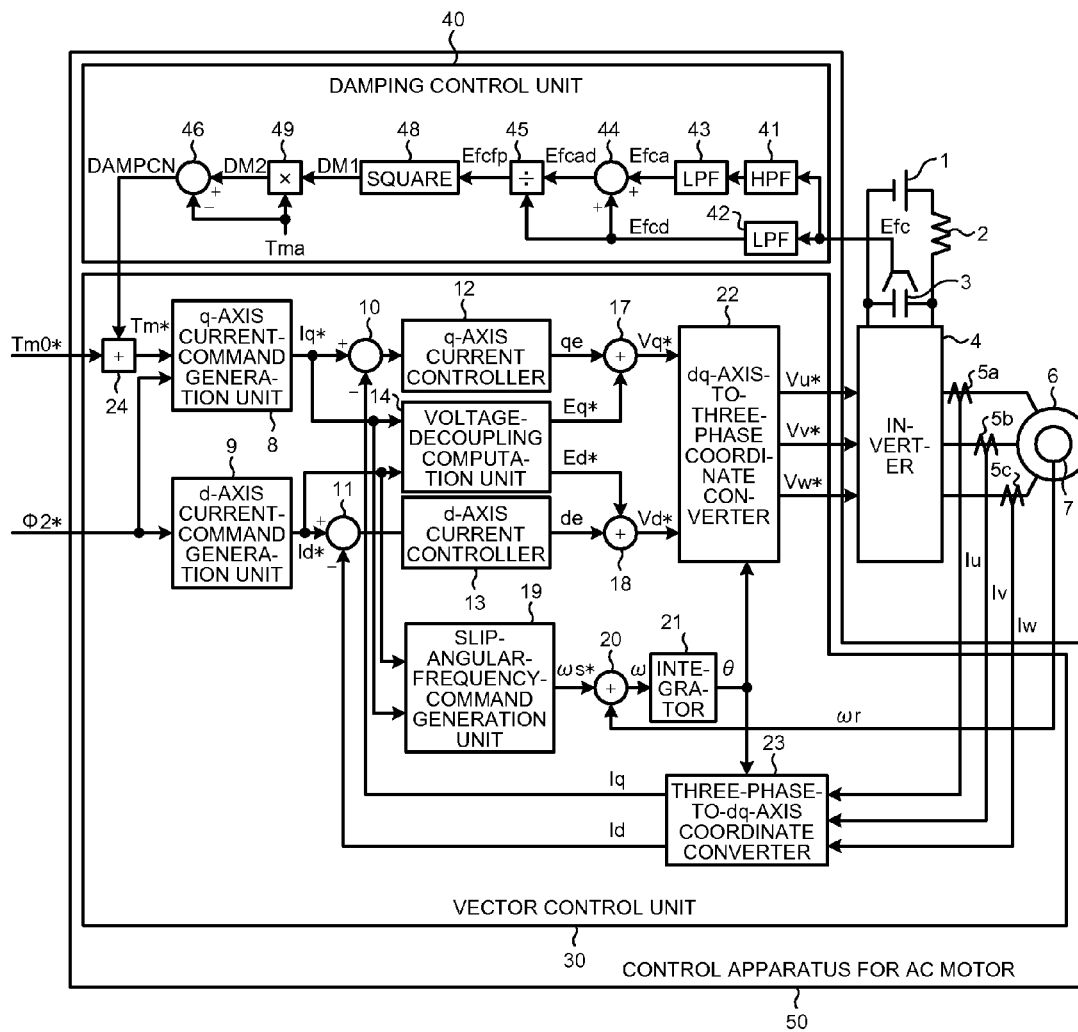 40
DAMPING CONTROL UNIT
46
49
48
45
44
43
41
DAMPCN
DM2
DM1
Efcfp
Efcad
Efca
+
−
×
SQUARE
÷
+
+
LPF
HPF
42
LPF
Efcd
Tma
Efc
1
2
3
4
Tm0*
+
24
Tm*
q-AXIS
CURRENT-
COMMAND
GENERA-
TION UNIT
8
Iq*
10
+
−
12
q-AXIS
CURRENT
CONTROLLER
qe
17
+
Vq*
22
dq-AXIS-
TO-
THREE-
PHASE
COORDI-
NATE
CON-
VERTER
Vu*
Vv*
Vw*
IN-
VERT-
ER
5a
5b
5c
6
7
14
VOLTAGE-
DECOUPLING
COMPUTA-
TION UNIT
Eq*
Ed*
Φ2*
9
d-AXIS
CURRENT-
COMMAND
GENERA-
TION UNIT
Id*
11
+
−
d-AXIS
CURRENT
CONTROLLER
13
de
+
18
Vd*
Iu
Iv
Iw
19
SLIP-
ANGULAR-
FREQUENCY-
COMMAND
GENERATION
UNIT
ωs*
20
+
ω
21
INTE-
GRA-
TOR
θ
ωr
23
THREE-PHASE-
TO-dq-AXIS
COORDINATE
CONVERTER
Iq
Id
VECTOR CONTROL UNIT
30
CONTROL APPARATUS FOR AC MOTOR
50